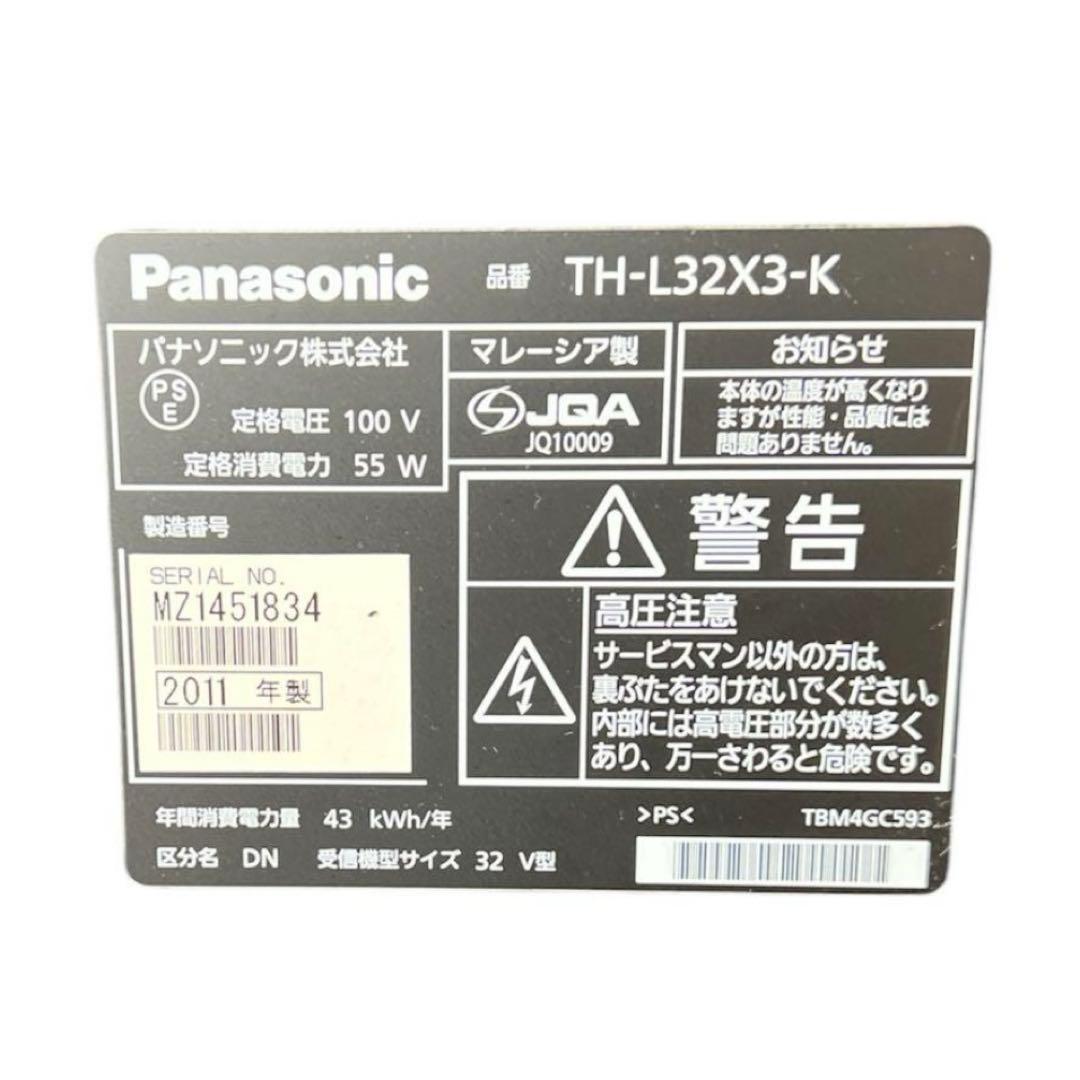 Panasonic 品番 TH-L32X3-K
パナソニック株式会社
PS
E
定格電圧 100 V
定格消費電力 55 W
マレーシア製
JQA
JQ10009
お知らせ
本体の温度が高くなり
ますが性能・品質には
問題ありません。
製造番号
SERIAL NO.
MZ1451834
2011 年製
警告
高圧注意
サービスマン以外の方は、
裏ぶたをあけないでください。
内部には高電圧部分が数多く
あり、万一さわると危険です。
年間消費電力量 43 kWh/年
区分名 DN 受信機型サイズ 32 V型
>PS< TBM4GC593